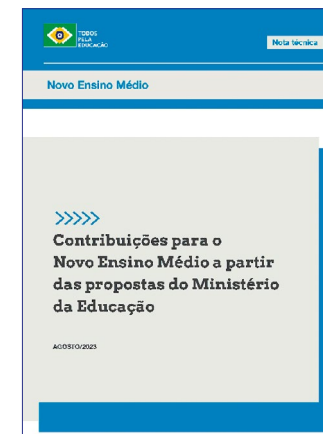 TODOS
PELA
EDUCAÇÃO
Nota técnica
Novo Ensino Médio
>>>>>
Contribuições para o
Novo Ensino Médio a partir
das propostas do Ministério
da Educação
AGOSTO/2023